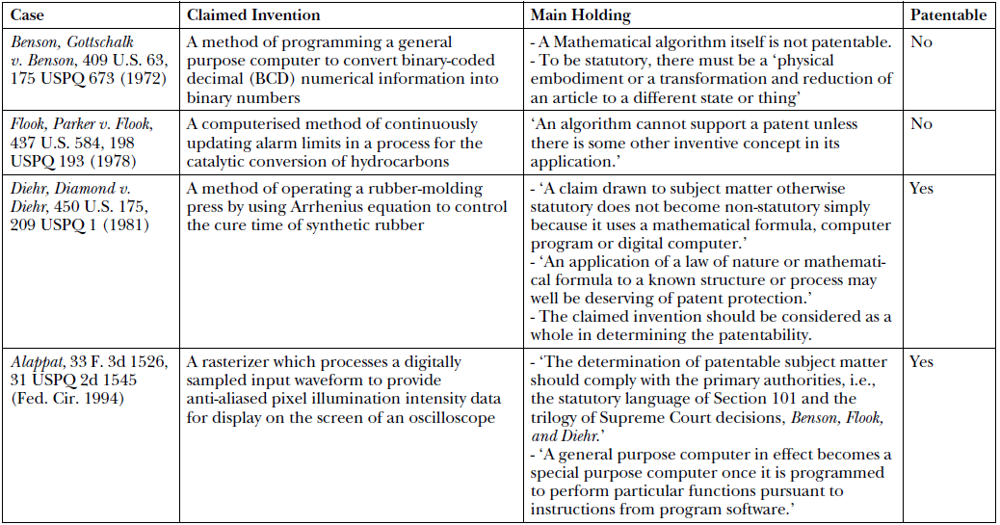 Case
Claimed Invention
Main Holding
Patentable
Benson, Gottschalk
v. Benson, 409 U.S. 63,
175 USPQ 673 (1972)
A method of programming a general
purpose computer to convert binary-coded
decimal (BCD) numerical information into
binary numbers
- A Mathematical algorithm itself is not patentable.
- To be statutory, there must be a ‘physical
embodiment or a transformation and reduction of
an article to a different state or thing’
No
Flook, Parker v. Flook,
437 U.S. 584, 198
USPQ 193 (1978)
A computerised method of continuously
updating alarm limits in a process for the
catalytic conversion of hydrocarbons
‘An algorithm cannot support a patent unless
there is some other inventive concept in its
application.’
No
Diehr, Diamond v.
Diehr, 450 U.S. 175,
209 USPQ 1 (1981)
A method of operating a rubber-molding
press by using Arrhenius equation to control
the cure time of synthetic rubber
- ‘A claim drawn to subject matter otherwise
statutory does not become non-statutory simply
because it uses a mathematical formula, computer
program or digital computer.’
- ‘An application of a law of nature or mathemati-
cal formula to a known structure or process may
well be deserving of patent protection.’
- The claimed invention should be considered as a
whole in determining the patentability.
Yes
Alappat, 33 F. 3d 1526,
31 USPQ 2d 1545
(Fed. Cir. 1994)
A rasterizer which processes a digitally
sampled input waveform to provide
anti-aliased pixel illumination intensity data
for display on the screen of an oscilloscope
- ‘The determination of patentable subject matter
should comply with the primary authorities, i.e.,
the statutory language of Section 101 and the
trilogy of Supreme Court decisions, Benson, Flook,
and Diehr.’
- ‘A general purpose computer in effect becomes a
special purpose computer once it is programmed
to perform particular functions pursuant to
instructions from program software.’
Yes